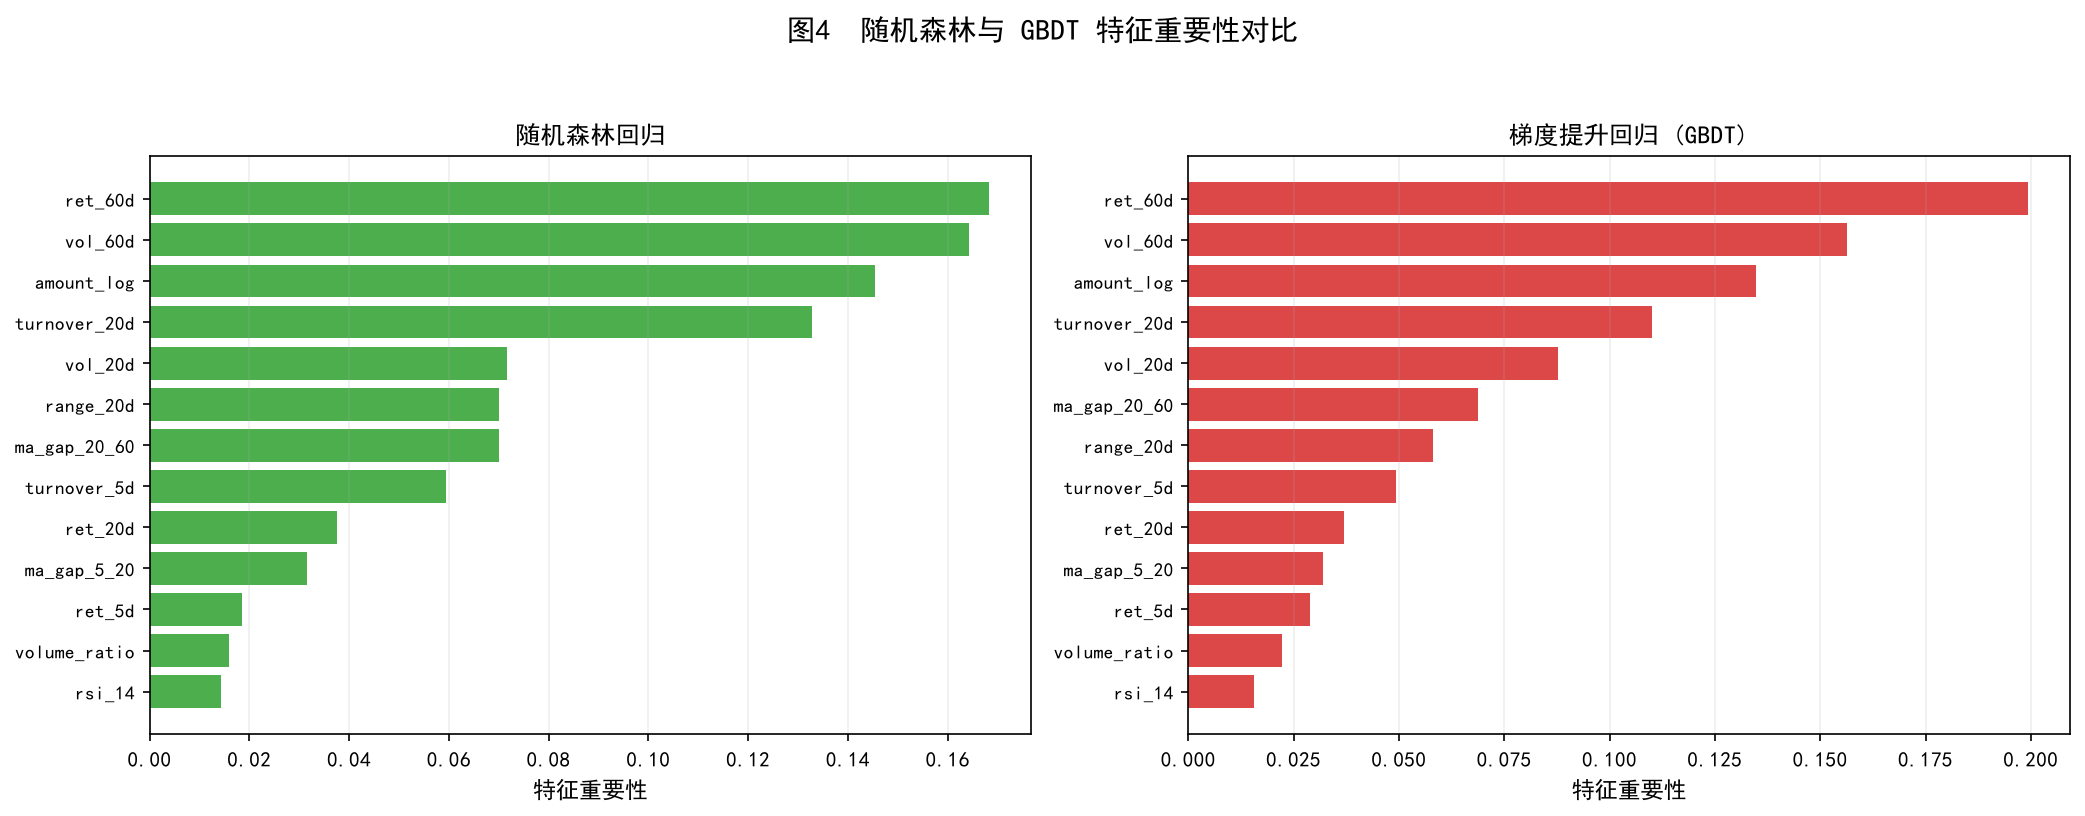 图4  随机森林与 GBDT 特征重要性对比
随机森林回归
ret_60d
vol_60d
amount_log
turnover_20d
vol_20d
range_20d
ma_gap_20_60
turnover_5d
ret_20d
ma_gap_5_20
ret_5d
volume_ratio
rsi_14
0.00 0.02 0.04 0.06 0.08 0.10 0.12 0.14 0.16
特征重要性
梯度提升回归 (GBDT)
ret_60d
vol_60d
amount_log
turnover_20d
vol_20d
ma_gap_20_60
range_20d
turnover_5d
ret_20d
ma_gap_5_20
ret_5d
volume_ratio
rsi_14
0.000 0.025 0.050 0.075 0.100 0.125 0.150 0.175 0.200
特征重要性